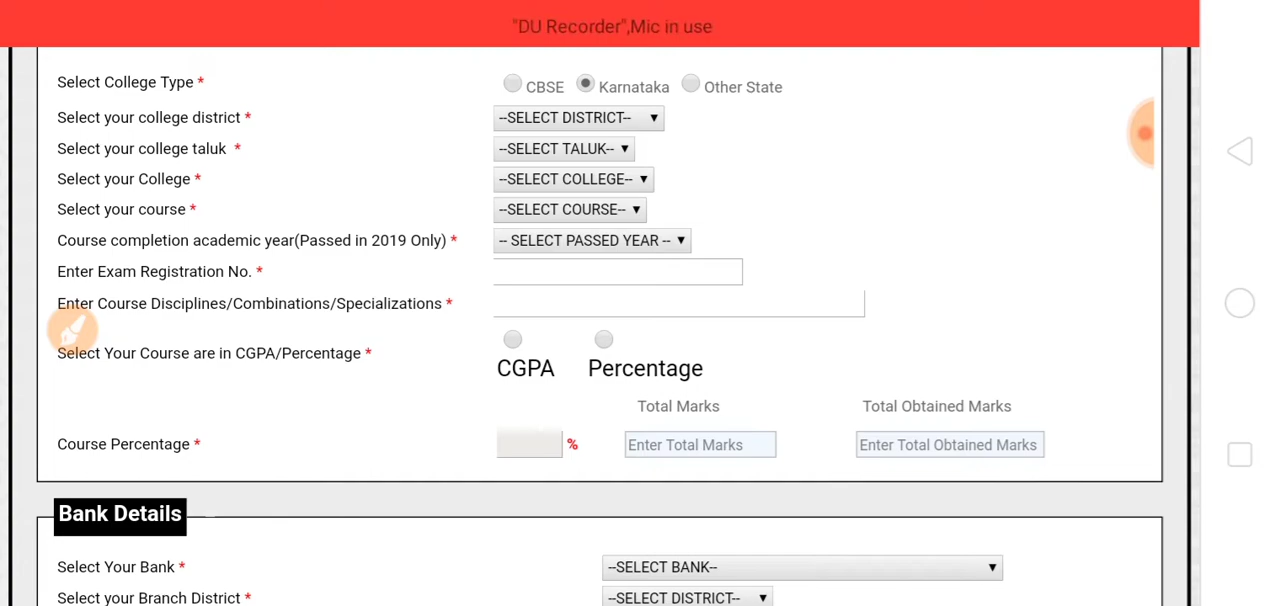 "DU Recorder",Mic in use
Select College Type * CBSE Karnataka Other State
Select your college district * --SELECT DISTRICT--
Select your college taluk * --SELECT TALUK--
Select your College * --SELECT COLLEGE--
Select your course * --SELECT COURSE--
Course completion academic year(Passed in 2019 Only) * -- SELECT PASSED YEAR --
Enter Exam Registration No. *
Enter Course Disciplines/Combinations/Specializations *
Select Your Course are in CGPA/Percentage * CGPA Percentage
Total Marks Total Obtained Marks
Course Percentage * % Enter Total Marks Enter Total Obtained Marks
Bank Details
Select Your Bank * --SELECT BANK--
Select your Branch District * --SELECT DISTRICT--